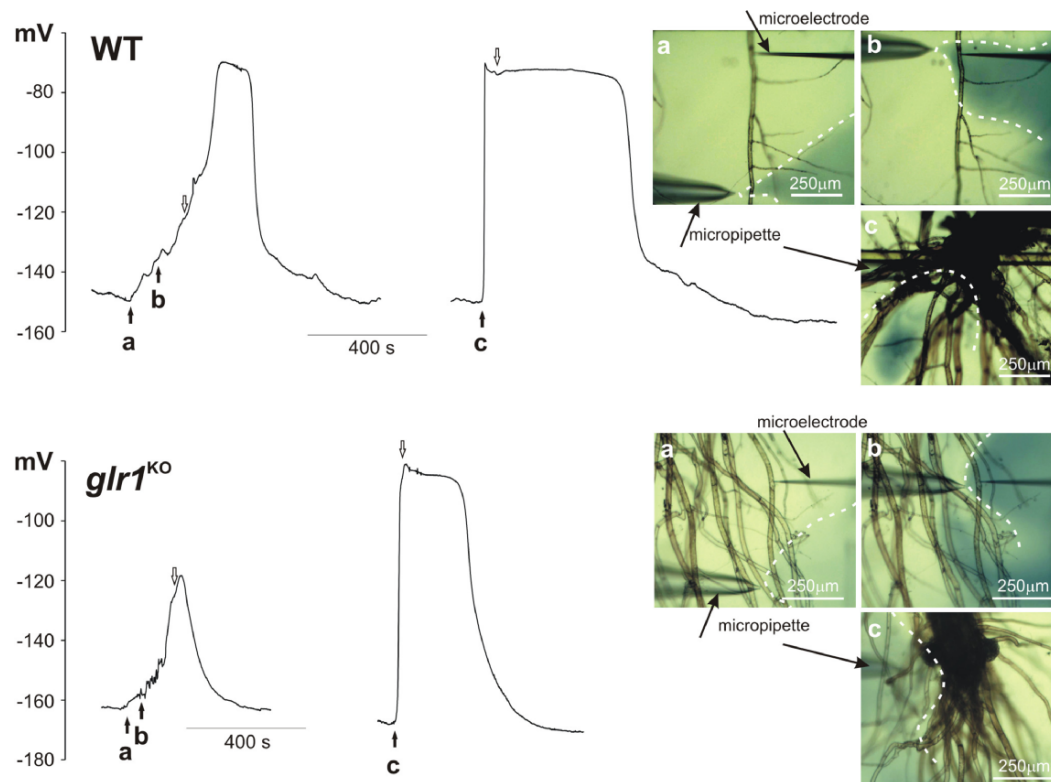 mV
WT
-80
-100
-120
-140
-160
a
b
400 s
c
microelectrode
a
250μm
b
250μm
micropipette
c
250μm
mV
glr1ᴷᴼ
-100
-120
-140
-160
-180
a
b
400 s
c
microelectrode
a
250μm
b
250μm
micropipette
c
250μm